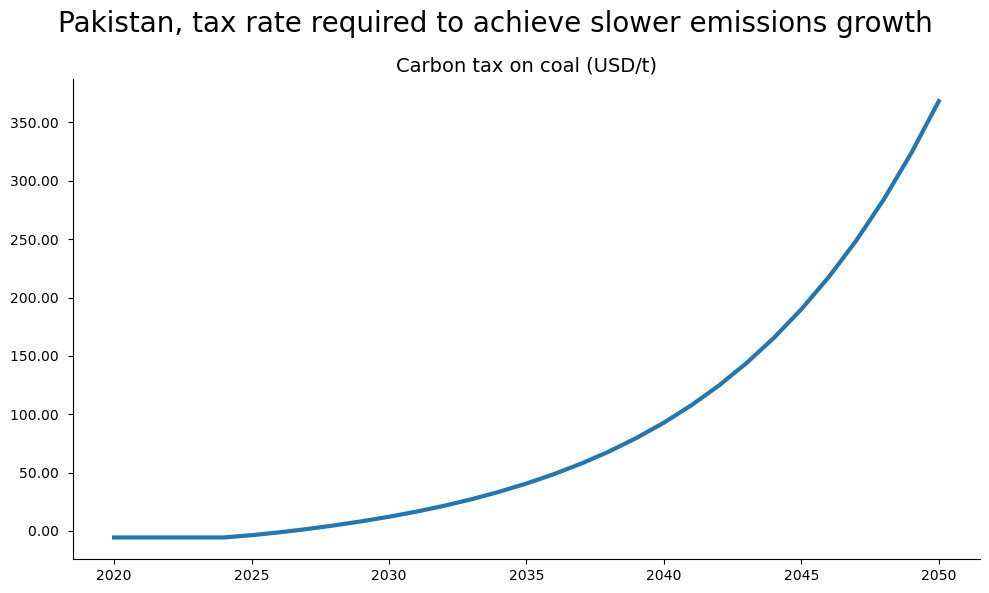 Pakistan, tax rate required to achieve slower emissions growth
Carbon tax on coal (USD/t)
350.00
300.00
250.00
200.00
150.00
100.00
50.00
0.00
2020 2025 2030 2035 2040 2045 2050